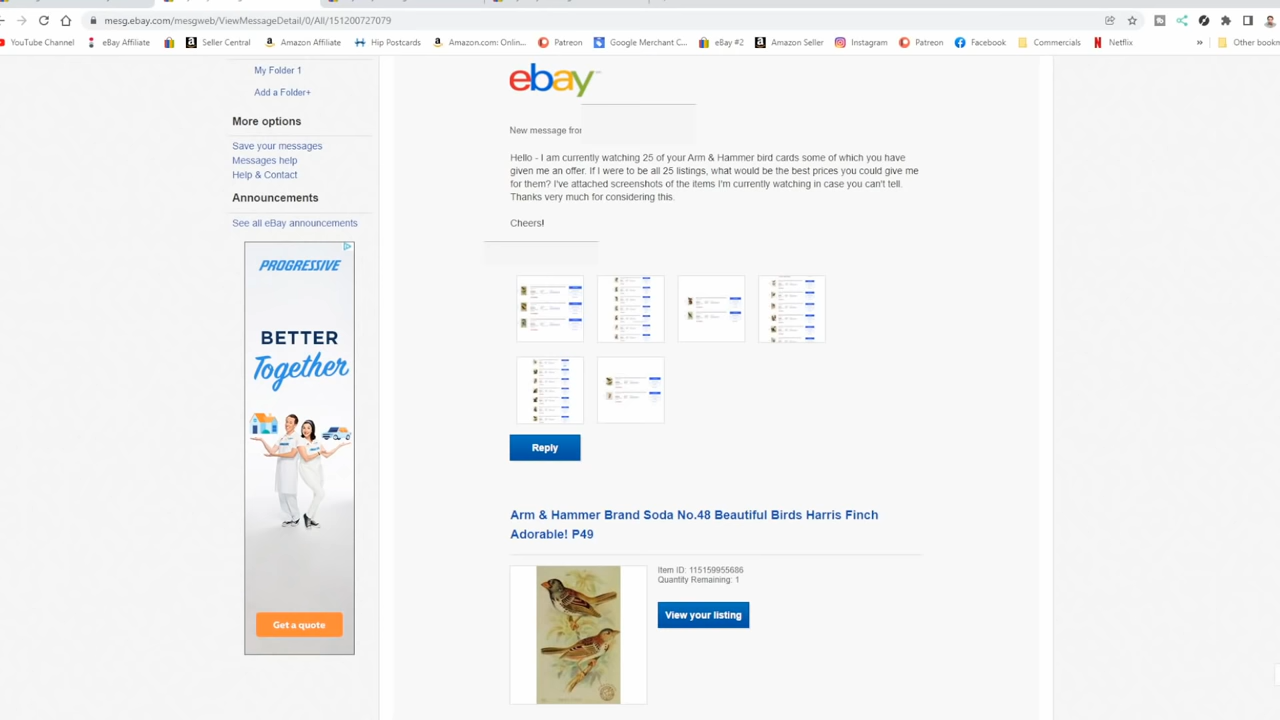 mesg.ebay.com/mesgweb/ViewMessageDetail/0/All/151200727079
YouTube Channel eBay Affiliate Seller Central Amazon Affiliate Hip Postcards Amazon.com: Onlin... Patreon Google Merchant C... eBay #2 Amazon Seller Instagram Patreon Facebook Commercials Netflix » Other bookm
My Folder 1
Add a Folder+
More options
Save your messages
Messages help
Help & Contact
Announcements
See all eBay announcements
PROGRESSIVE
BETTER
Together
Get a quote
ebay
New message from
Hello - I am currently watching 25 of your Arm & Hammer bird cards some of which you have
given me an offer. If I were to be all 25 listings, what would be the best prices you could give me
for them? I've attached screenshots of the items I'm currently watching in case you can't tell.
Thanks very much for considering this.
Cheers!
Reply
Arm & Hammer Brand Soda No.48 Beautiful Birds Harris Finch
Adorable! P49
Item ID: 115159955686
Quantity Remaining: 1
View your listing